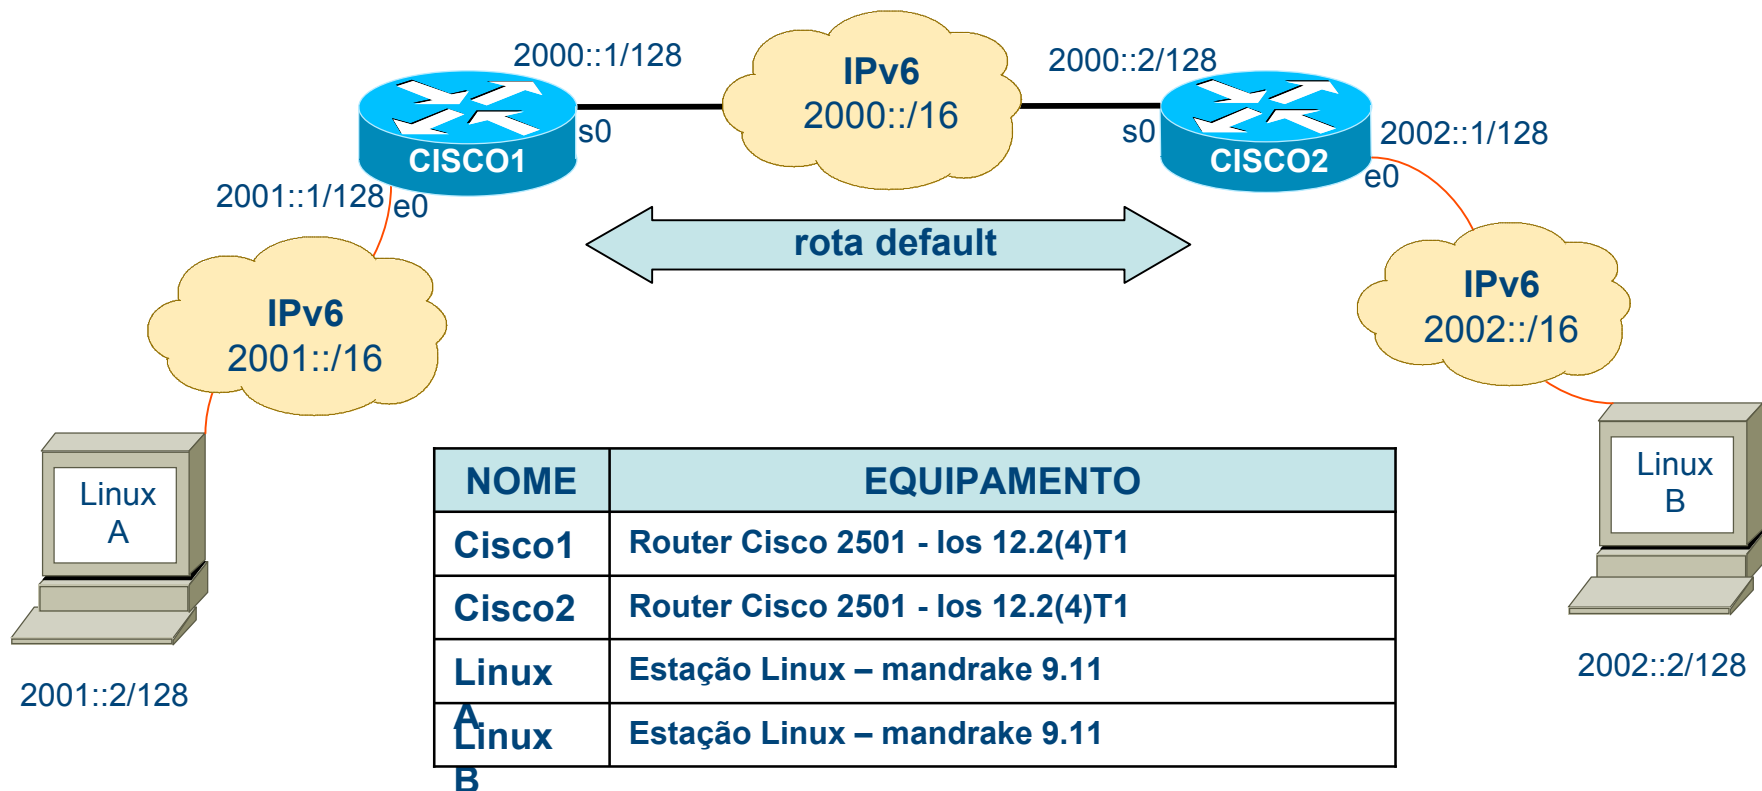 2000::1/128
IPv6
2000::/16
2000::2/128
s0
s0
CISCO1
CISCO2
2002::1/128
e0
2001::1/128
e0
rota default
IPv6
2001::/16
IPv6
2002::/16
Linux
A
Linux
B
2001::2/128
2002::2/128
NOME EQUIPAMENTO
Cisco1 Router Cisco 2501 - Ios 12.2(4)T1
Cisco2 Router Cisco 2501 - Ios 12.2(4)T1
Linux Estação Linux – mandrake 9.11
A
Linux Estação Linux – mandrake 9.11
B